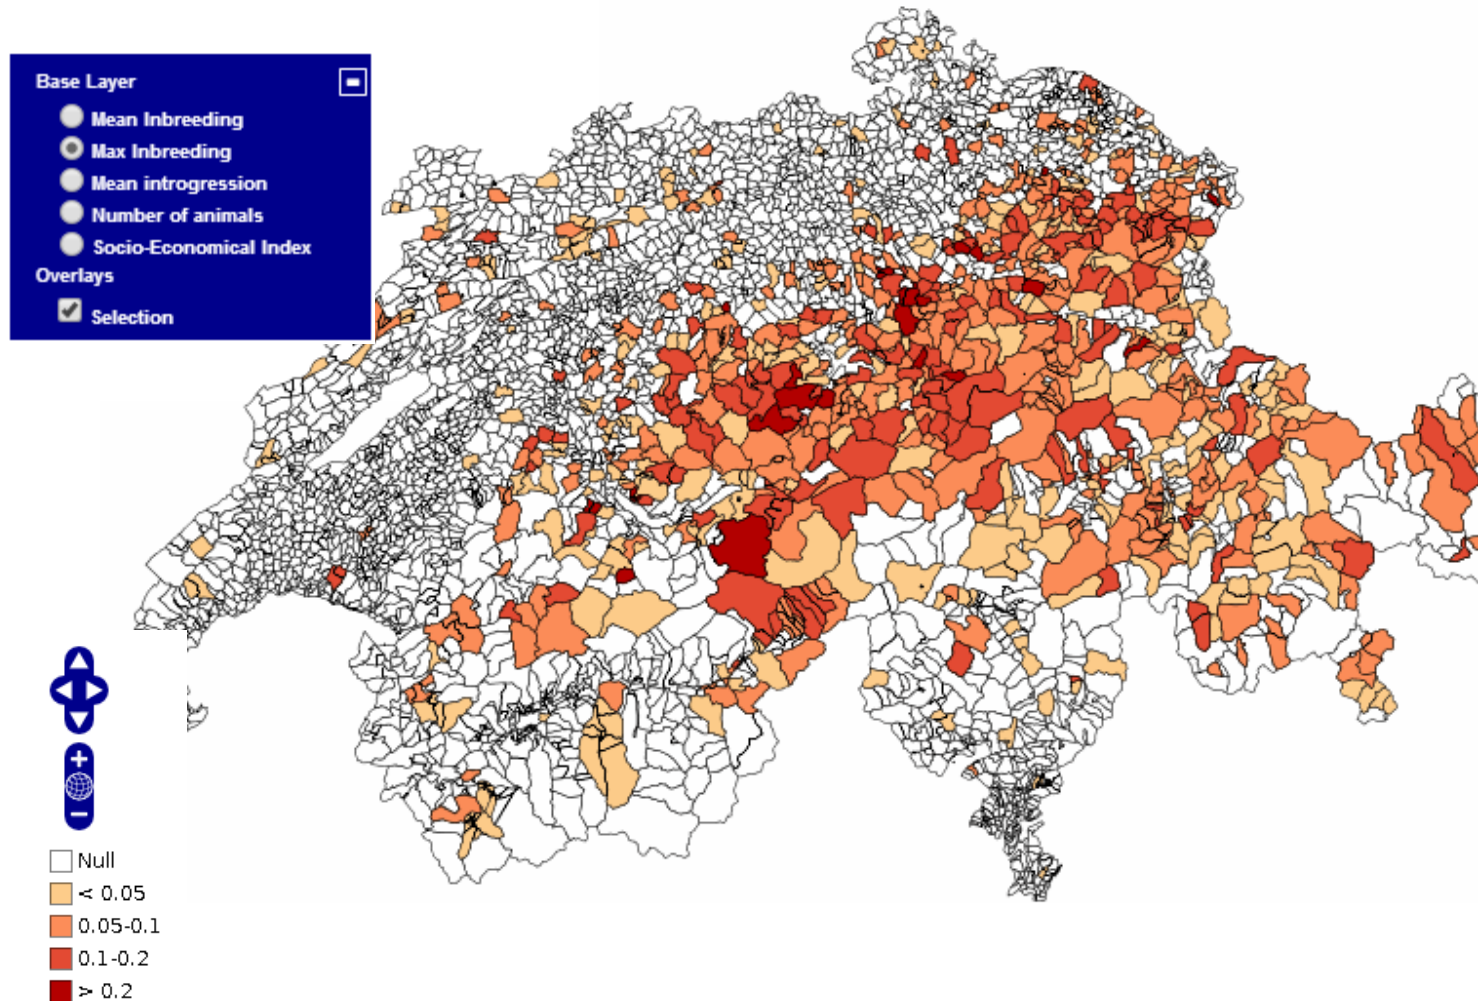 Base Layer
Mean Inbreeding
Max Inbreeding
Mean introgression
Number of animals
Socio-Economical Index
Overlays
Selection
Null
< 0.05
0.05-0.1
0.1-0.2
> 0.2